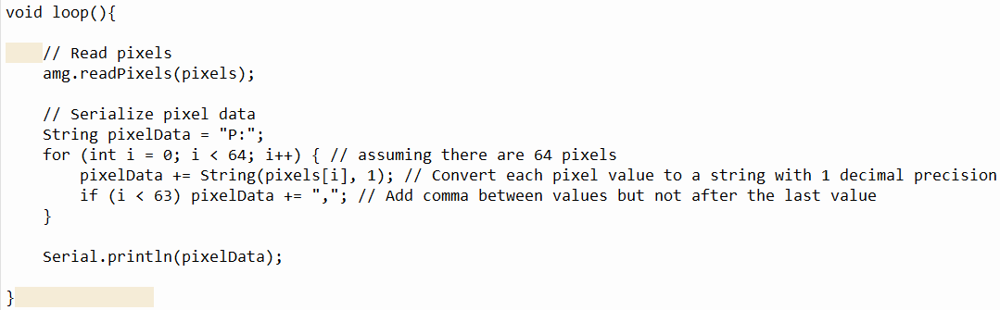 void loop(){
// Read pixels
amg.readPixels(pixels);
// Serialize pixel data
String pixelData = "P:";
for (int i = 0; i < 64; i++) { // assuming there are 64 pixels
pixelData += String(pixels[i], 1); // Convert each pixel value to a string with 1 decimal precision
if (i < 63) pixelData += ","; // Add comma between values but not after the last value
}
Serial.println(pixelData);
}